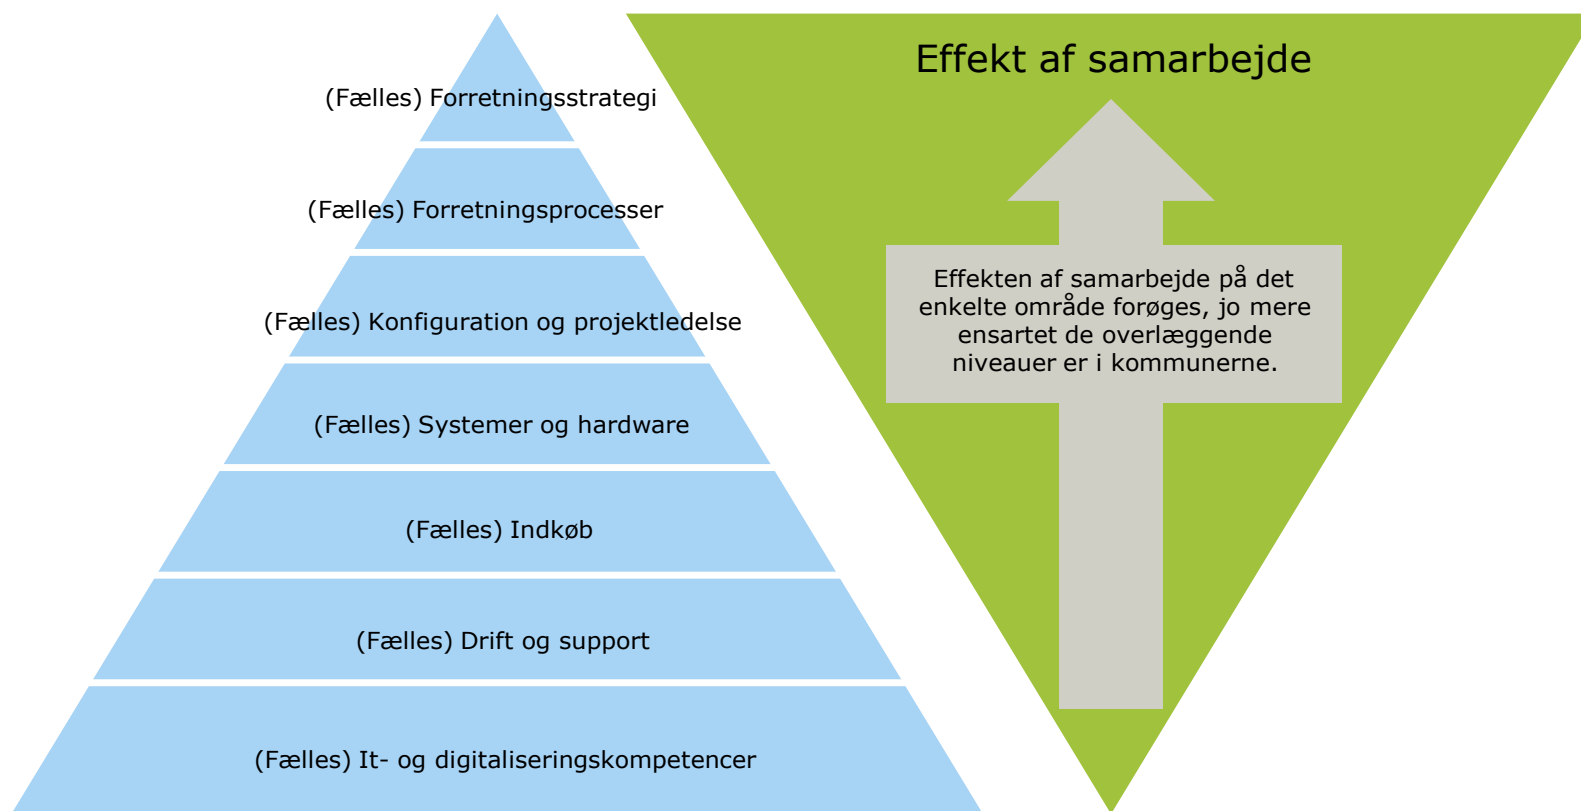 (Fælles) Forretningsstrategi
(Fælles) Forretningsprocesser
(Fælles) Konfiguration og projektledelse
(Fælles) Systemer og hardware
(Fælles) Indkøb
(Fælles) Drift og support
(Fælles) It- og digitaliseringskompetencer
Effekt af samarbejde
Effekten af samarbejde på det
enkelte område forøges, jo mere
ensartet de overlæggende
niveauer er i kommunerne.